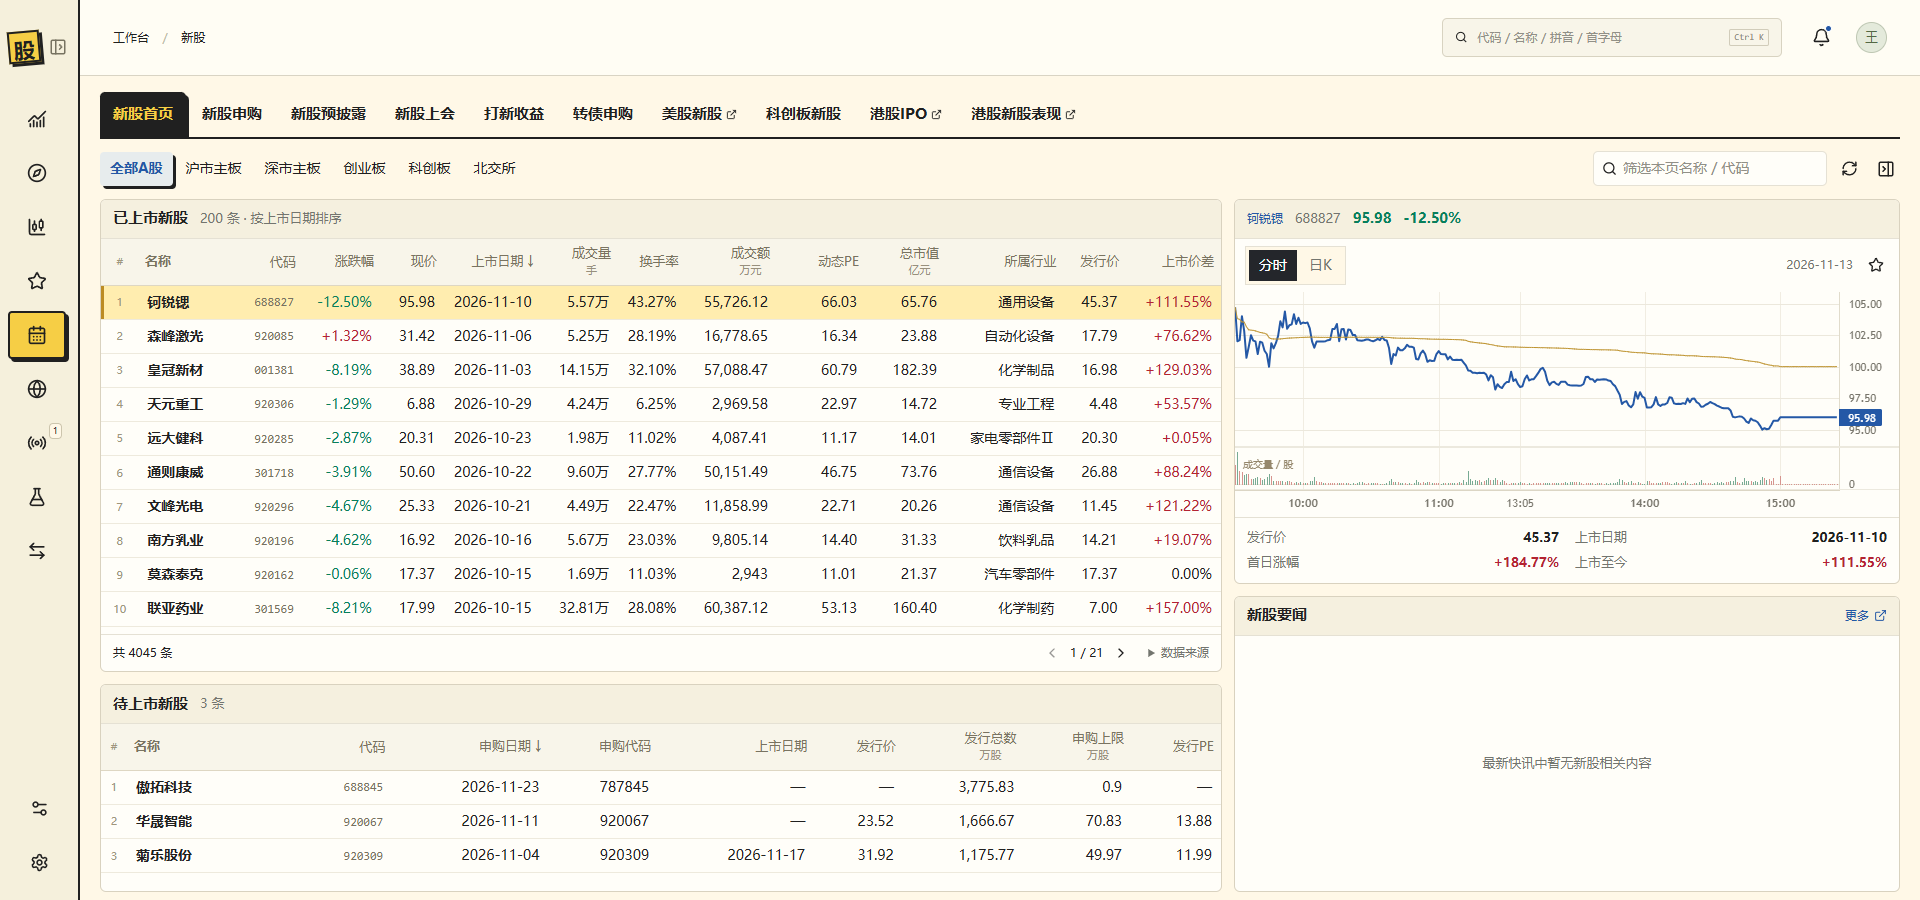 股
工作台 / 新股
代码 / 名称 / 拼音 / 首字母 Ctrl K
王
1
新股首页 新股申购 新股预披露 新股上会 打新收益 转债申购 美股新股 科创板新股 港股IPO 港股新股表现
全部A股 沪市主板 深市主板 创业板 科创板 北交所
筛选本页名称 / 代码
已上市新股 200 条 · 按上市日期排序
# 名称 代码 涨跌幅 现价 上市日期↓ 成交量 手 换手率 成交额 万元 动态PE 总市值 亿元 所属行业 发行价 上市价差
1 钶锐锶 688827 -12.50% 95.98 2026-11-10 5.57万 43.27% 55,726.12 66.03 65.76 通用设备 45.37 +111.55%
2 森峰激光 920085 +1.32% 31.42 2026-11-06 5.25万 28.19% 16,778.65 16.34 23.88 自动化设备 17.79 +76.62%
3 皇冠新材 001381 -8.19% 38.89 2026-11-03 14.15万 32.10% 57,088.47 60.79 182.39 化学制品 16.98 +129.03%
4 天元重工 920306 -1.29% 6.88 2026-10-29 4.24万 6.25% 2,969.58 22.97 14.72 专业工程 4.48 +53.57%
5 远大健科 920285 -2.87% 20.31 2026-10-23 1.98万 11.02% 4,087.41 11.17 14.01 家电零部件Ⅱ 20.30 +0.05%
6 通则康威 301718 -3.91% 50.60 2026-10-22 9.60万 27.77% 50,151.49 46.75 73.76 通信设备 26.88 +88.24%
7 文峰光电 920296 -4.67% 25.33 2026-10-21 4.49万 22.47% 11,858.99 22.71 20.26 通信设备 11.45 +121.22%
8 南方乳业 920196 -4.62% 16.92 2026-10-16 5.67万 23.03% 9,805.14 14.40 31.33 饮料乳品 14.21 +19.07%
9 莫森泰克 920162 -0.06% 17.37 2026-10-15 1.69万 11.03% 2,943 11.01 21.37 汽车零部件 17.37 0.00%
10 联亚药业 301569 -8.21% 17.99 2026-10-15 32.81万 28.08% 60,387.12 53.13 160.40 化学制药 7.00 +157.00%
共 4045 条 1 / 21 数据来源
待上市新股 3 条
# 名称 代码 申购日期↓ 申购代码 上市日期 发行价 发行总数 万股 申购上限 万股 发行PE
1 傲拓科技 688845 2026-11-23 787845 — — 3,775.83 0.9 —
2 华晟智能 920067 2026-11-11 920067 — 23.52 1,666.67 70.83 13.88
3 菊乐股份 920309 2026-11-04 920309 2026-11-17 31.92 1,175.77 49.97 11.99
钶锐锶 688827 95.98 -12.50%
分时 日K 2026-11-13
105.00
102.50
100.00
97.50
95.98
95.00
成交量 / 股
0
10:00 11:00 13:05 14:00 15:00
发行价 45.37 上市日期 2026-11-10
首日涨幅 +184.77% 上市至今 +111.55%
新股要闻 更多
最新快讯中暂无新股相关内容